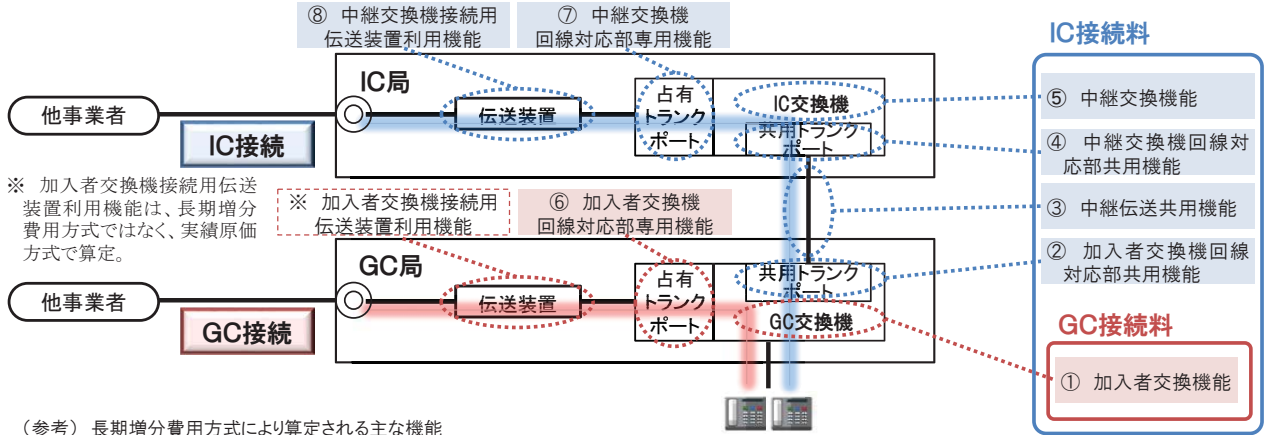 ⑧ 中継交換機接続用
伝送装置利用機能
⑦ 中継交換機
回線対応部専用機能
IC接続料
IC局
他事業者
IC接続
伝送装置
占有
トランク
ポート
IC交換機
共用トランク
ポート
⑤ 中継交換機能
④ 中継交換機回線対
応部共用機能
③ 中継伝送共用機能
② 加入者交換機回線
対応部共用機能
※ 加入者交換機接続用伝送
装置利用機能は、長期増分
費用方式ではなく、実績原価
方式で算定。
※ 加入者交換機接続用
伝送装置利用機能
⑥ 加入者交換機
回線対応部専用機能
GC局
他事業者
GC接続
伝送装置
占有
トランク
ポート
共用トランク
ポート
GC交換機
GC接続料
① 加入者交換機能
(参考) 長期増分費用方式により算定される主な機能